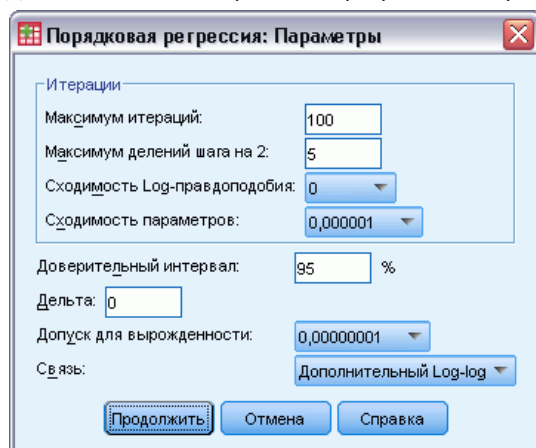 Порядковая регрессия: Параметры
Итерации
Максимум итераций: 100
Максимум делений шага на 2: 5
Сходимость Log-правдоподобия: 0
Сходимость параметров: 0,000001
Доверительный интервал: 95 %
Дельта: 0
Допуск для вырожденности: 0,00000001
Связь: Дополнительный Log-log
Продолжить Отмена Справка